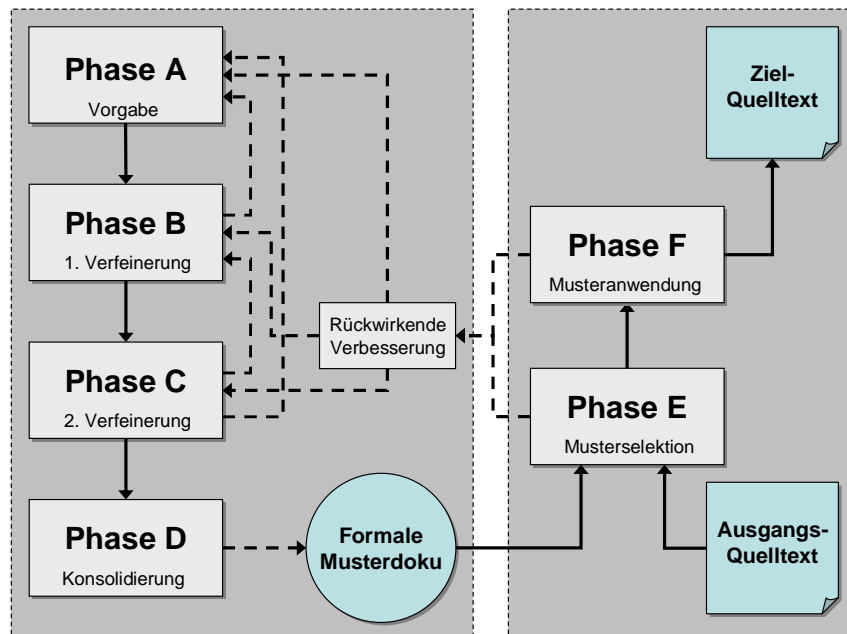 Phase A
Vorgabe
Phase B
1. Verfeinerung
Phase C
2. Verfeinerung
Phase D
Konsolidierung
Rückwirkende
Verbesserung
Formale
Musterdoku
Ziel-
Quelltext
Phase F
Musteranwendung
Phase E
Musterselektion
Ausgangs-
Quelltext